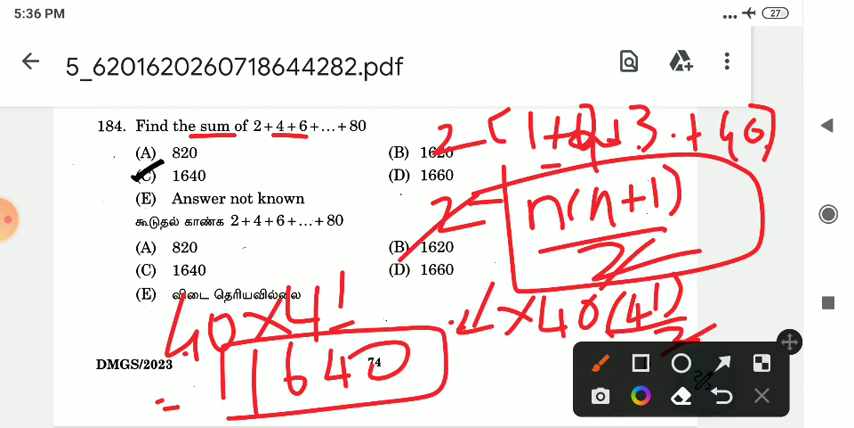 5:36 PM
27
5_6201620260718644282.pdf
184. Find the sum of 2+4+6+...+80
(A) 820
(B) 1620
(C) 1640
(D) 1660
(E) Answer not known
கூடுதல் காண்க 2+4+6+...+80
(A) 820
(B) 1620
(C) 1640
(D) 1660
(E) விடை தெரியவில்லை
DMGS/2023
74
n(n+1)
2
40×41
= 1640